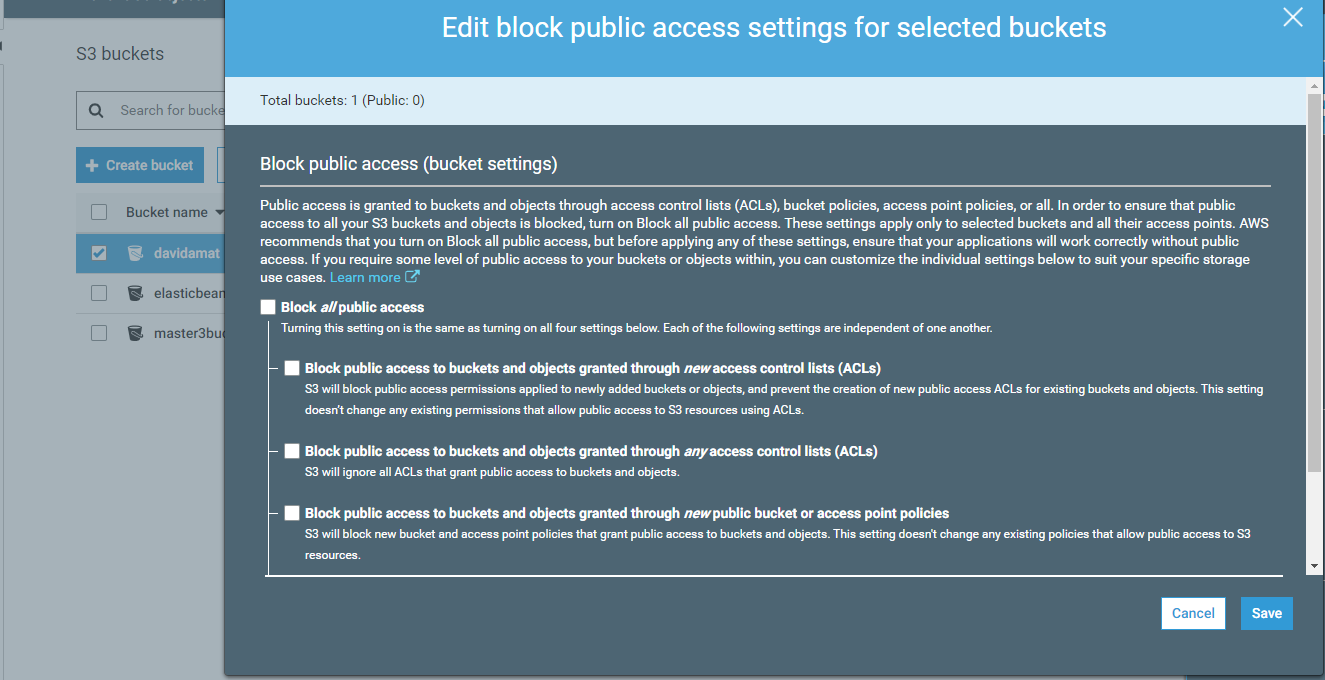 Edit block public access settings for selected buckets
S3 buckets
Total buckets: 1 (Public: 0)
Search for bucke
Create bucket
Bucket name
davidamat
elasticbean
master3bu
Block public access (bucket settings)
Public access is granted to buckets and objects through access control lists (ACLs), bucket policies, access point policies, or all. In order to ensure that public
access to all your S3 buckets and objects is blocked, turn on Block all public access. These settings apply only to selected buckets and all their access points. AWS
recommends that you turn on Block all public access, but before applying any of these settings, ensure that your applications will work correctly without public
access. If you require some level of public access to your buckets or objects within, you can customize the individual settings below to suit your specific storage
use cases. Learn more
Block all public access
Turning this setting on is the same as turning on all four settings below. Each of the following settings are independent of one another.
Block public access to buckets and objects granted through new access control lists (ACLs)
S3 will block public access permissions applied to newly added buckets or objects, and prevent the creation of new public access ACLs for existing buckets and objects. This setting
doesn't change any existing permissions that allow public access to S3 resources using ACLs.
Block public access to buckets and objects granted through any access control lists (ACLs)
S3 will ignore all ACLs that grant public access to buckets and objects.
Block public access to buckets and objects granted through new public bucket or access point policies
S3 will block new bucket and access point policies that grant public access to buckets and objects. This setting doesn't change any existing policies that allow public access to S3
resources.
Cancel
Save